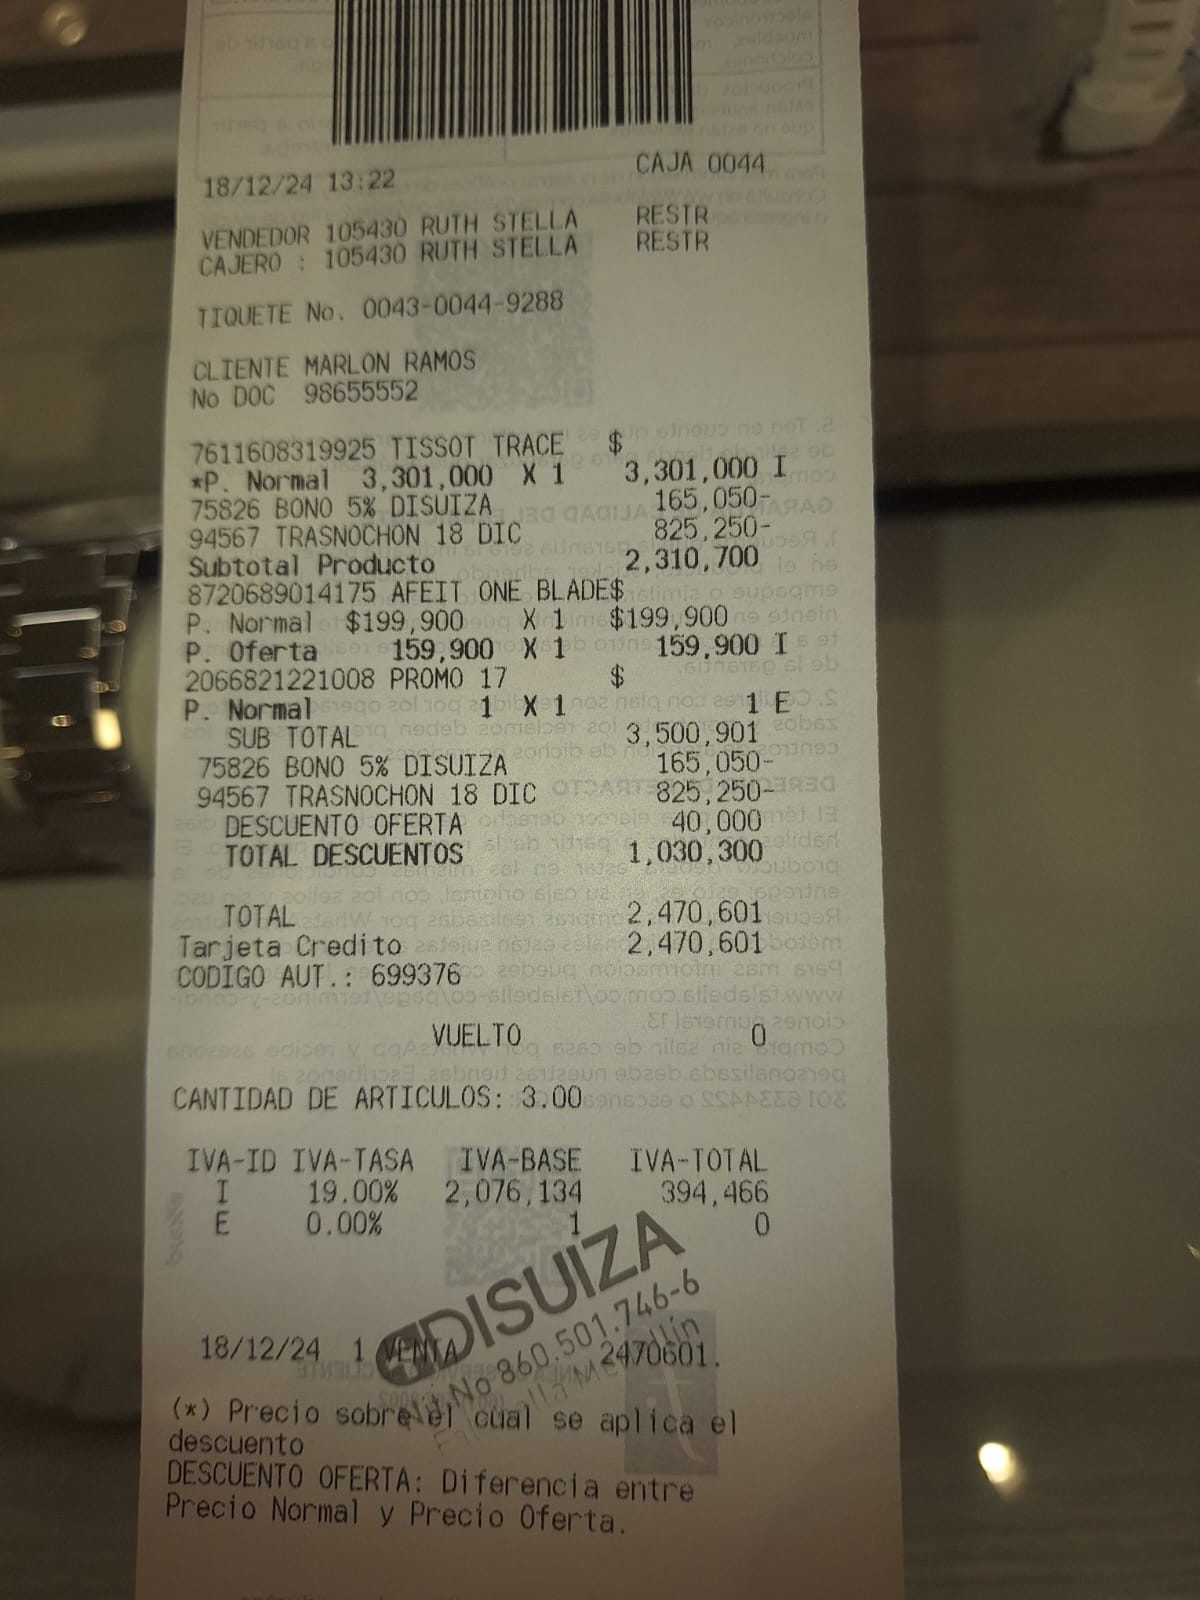 18/12/24 13:22 CAJA 0044
VENDEDOR 105430 RUTH STELLA RESTR
CAJERO : 105430 RUTH STELLA RESTR
TIQUETE No. 0043-0044-9288
CLIENTE MARLON RAMOS
No DOC 98655552
7611608319925 TISSOT TRACE $
*P. Normal 3,301,000 X 1 3,301,000 I
75826 BONO 5% DISUIZA 165,050-
94567 TRASNOCHON 18 DIC 825,250-
Subtotal Producto 2,310,700
8720689014175 AFEIT ONE BLADE$
P. Normal $199,900 X 1 $199,900
P. Oferta 159,900 X 1 159,900 I
2066821221008 PROMO 17 $
P. Normal 1 X 1 1 E
SUB TOTAL 3,500,901
75826 BONO 5% DISUIZA 165,050-
94567 TRASNOCHON 18 DIC 825,250-
DESCUENTO OFERTA 40,000
TOTAL DESCUENTOS 1,030,300
TOTAL 2,470,601
Tarjeta Credito 2,470,601
CODIGO AUT.: 699376
VUELTO 0
CANTIDAD DE ARTICULOS: 3.00
IVA-ID IVA-TASA IVA-BASE IVA-TOTAL
I 19.00% 2,076,134 394,466
E 0.00% 1 0
DISUIZA
Nit.No 860.501.746-6
18/12/24 1 VENTA 2470601.
(*) Precio sobre el cual se aplica el
descuento
DESCUENTO OFERTA: Diferencia entre
Precio Normal y Precio Oferta.